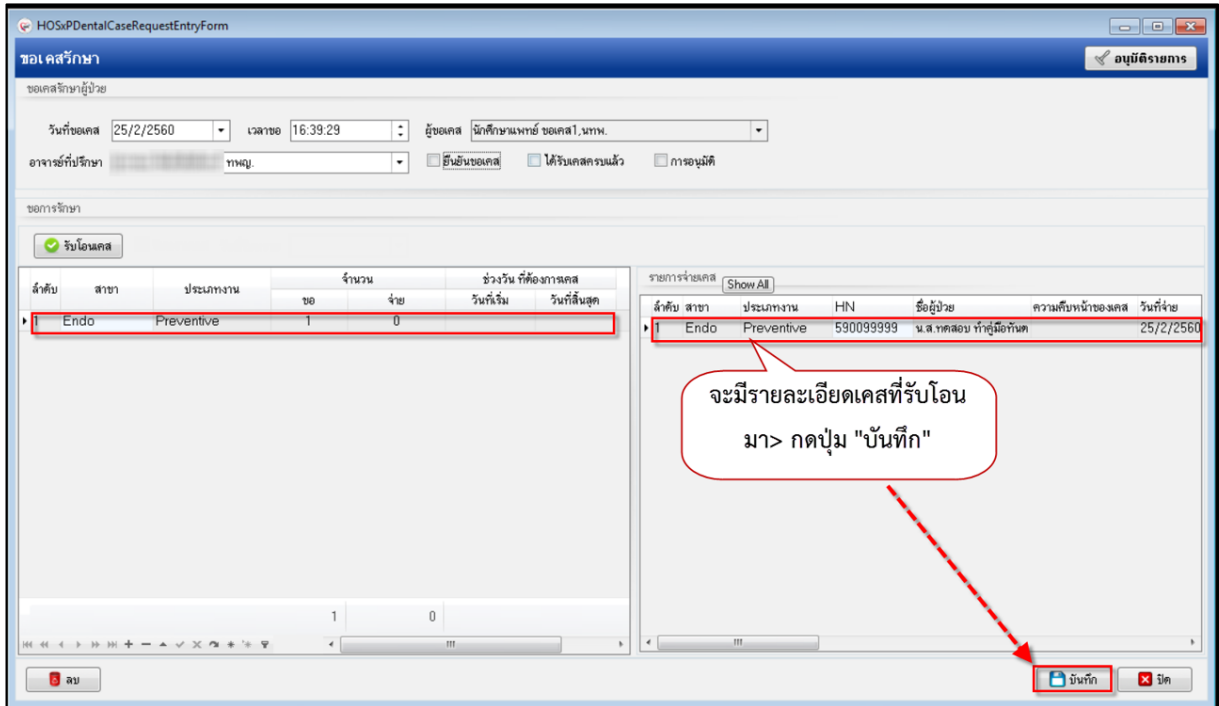 HOSxPDentalCaseRequestEntryForm
ขอเคสรักษา
อนุมัติรายการ
ขอเคสรักษาผู้ป่วย
วันที่ขอเคส 25/2/2560 เวลาขอ 16:39:29 ผู้ขอเคส นักศึกษาแพทย์ ขอเคส1,นทพ.
อาจารย์ที่ปรึกษา ทพญ. ยืนยันขอเคส ได้รับเคสครบแล้ว การอนุมัติ
ขอการรักษา
รับโอนเคส
ลำดับ สาขา ประเภทงาน จำนวน ช่วงวัน ที่ต้องการเคส
ขอ จ่าย วันที่เริ่ม วันที่สิ้นสุด
1 Endo Preventive 1 0
1 0
รายการจ่ายเคส Show All
ลำดับ สาขา ประเภทงาน HN ชื่อผู้ป่วย ความคืบหน้าของเคส วันที่จ่าย
1 Endo Preventive 590099999 น.ส.ทดสอบ ทำคู่มือทันต 25/2/2560
จะมีรายละเอียดเคสที่รับโอน
มา> กดปุ่ม "บันทึก"
ลบ
บันทึก
ปิด